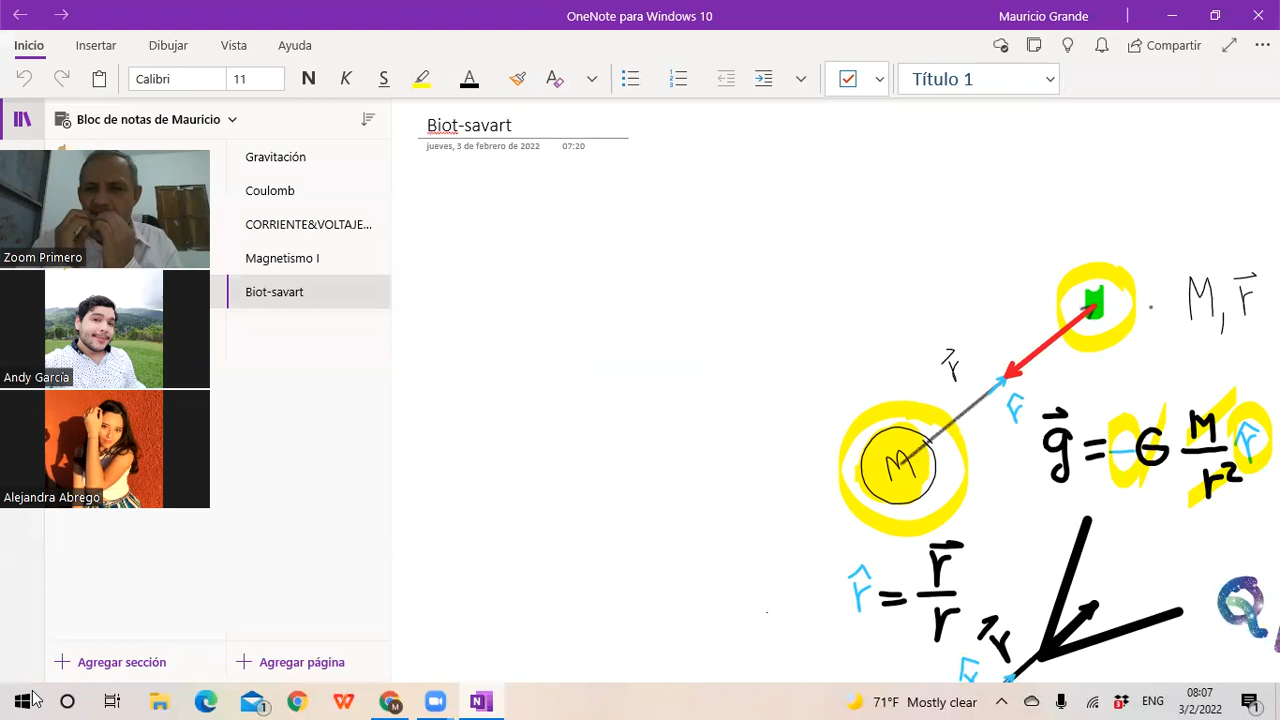 OneNote para Windows 10
Mauricio Grande
Inicio Insertar Dibujar Vista Ayuda
Compartir
Calibri 11 N K S A A Título 1
Bloc de notas de Mauricio
Gravitación
Coulomb
CORRIENTE&VOLTAJE...
Magnetismo I
Biot-savart
Agregar sección
Agregar página
Zoom Primero
Andy Garcìa
Alejandra Abrego
Biot-savart
jueves, 3 de febrero de 2022 07:20
M, r⃗
r⃗
r̂
M
g⃗ = -G M/r² r̂
r̂ = r⃗/r
r⃗
r̂
Q
1
71°F Mostly clear
ENG
08:07
3/2/2022
1